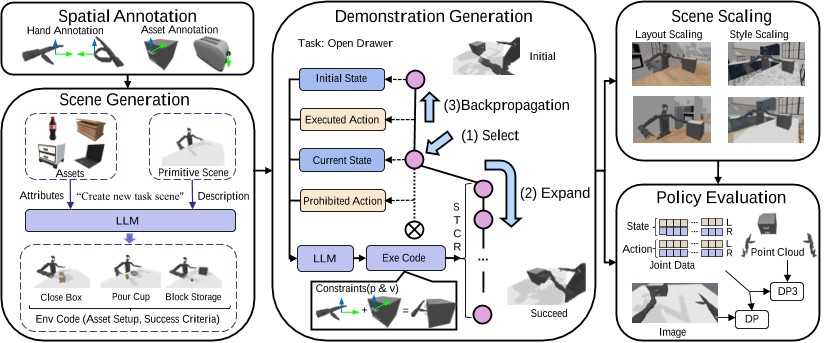 Spatial Annotation
Hand Annotation
Asset Annotation
Scene Generation
Assets
Primitive Scene
Attributes
“Create new task scene”
Description
LLM
Close Box
Pour Cup
Block Storage
Env Code (Asset Setup, Success Criteria)
Demonstration Generation
Task: Open Drawer
Initial
Initial State
Executed Action
Current State
Prohibited Action
(3)Backpropagation
(1) Select
(2) Expand
S
T
C
R
LLM
Exe Code
Constraints(p & v)
+
=
Succeed
Scene Scaling
Layout Scaling
Style Scaling
Policy Evaluation
State
... L
... R
Action
... L
... R
Joint Data
Point Cloud
DP3
DP
Image